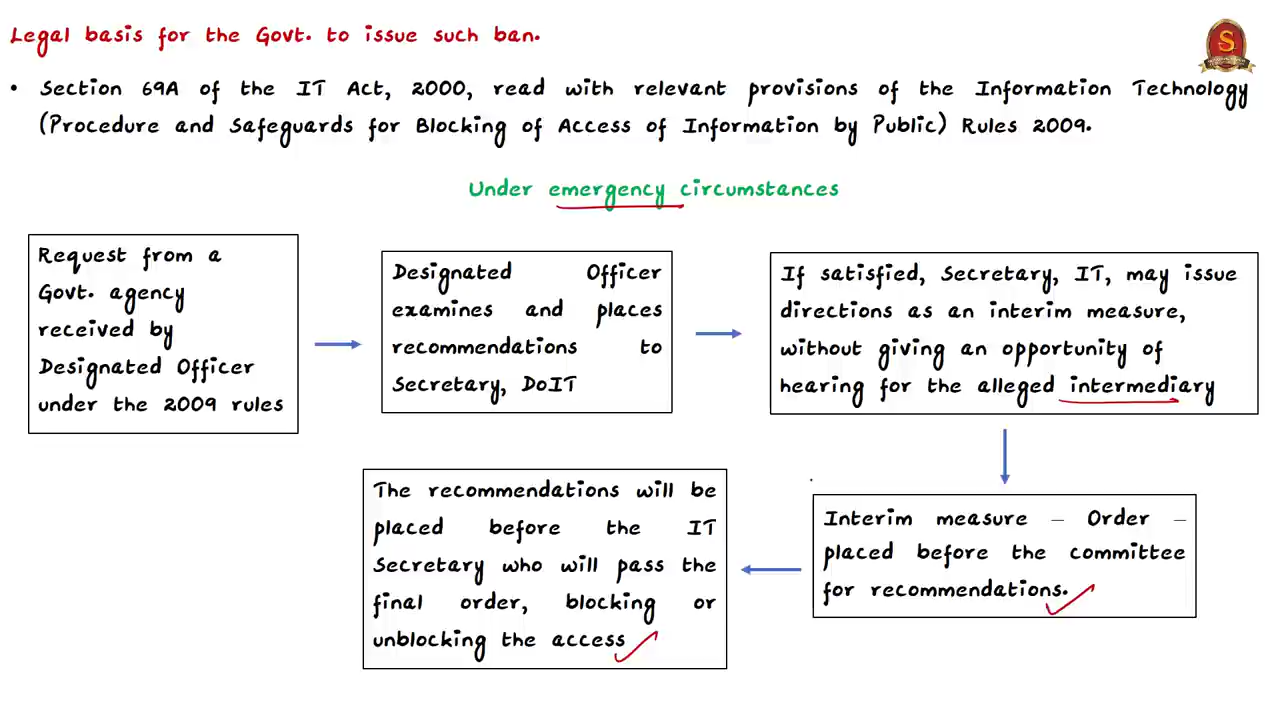 Legal basis for the Govt. to issue such ban.
• Section 69A of the IT Act, 2000, read with relevant provisions of the Information Technology
(Procedure and Safeguards for Blocking of Access of Information by Public) Rules 2009.
Under emergency circumstances
Request from a
Govt. agency
received by
Designated Officer
under the 2009 rules
Designated Officer
examines and places
recommendations to
Secretary, DoIT
If satisfied, Secretary, IT, may issue
directions as an interim measure,
without giving an opportunity of
hearing for the alleged intermediary
Interim measure – Order –
placed before the committee
for recommendations.
The recommendations will be
placed before the IT
Secretary who will pass the
final order, blocking or
unblocking the access
S